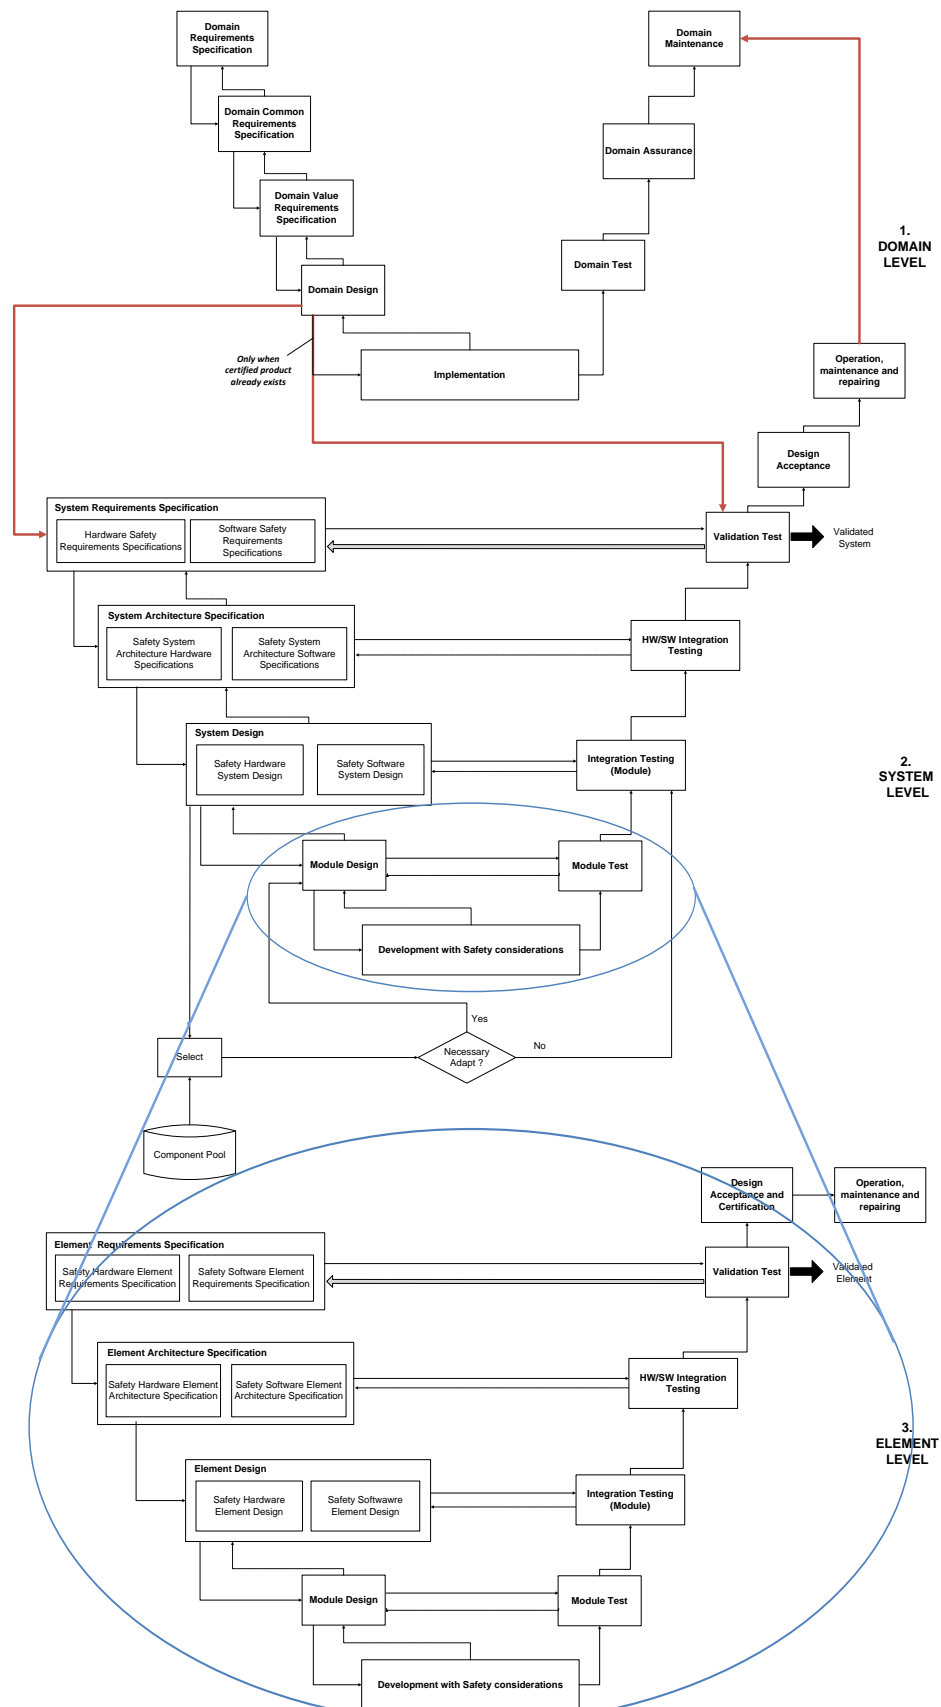 Domain
Requirements
Specification
Domain
Maintenance
Domain Common
Requirements
Specification
Domain Assurance
Domain Value
Requirements
Specification
1.
DOMAIN
LEVEL
Domain Test
Domain Design
Only when
certified product
already exists
Implementation
Operation,
maintenance and
repairing
Design
Acceptance
System Requirements Specification
Hardware Safety
Requirements Specifications
Software Safety
Requirements
Specifications
Validation Test
Validated
System
System Architecture Specification
Safety System
Architecture Hardware
Specifications
Safety System
Architecture Software
Specifications
HW/SW Integration
Testing
System Design
Safety Hardware
System Design
Safety Software
System Design
Integration Testing
(Module)
2.
SYSTEM
LEVEL
Module Design
Module Test
Development with Safety considerations
Yes
Select
Necessary
Adapt ?
No
Component Pool
Design
Acceptance and
Certification
Operation,
maintenance and
repairing
Element Requirements Specification
Safety Hardware Element
Requirements Specification
Safety Software Element
Requirements Specification
Validation Test
Validated
Element
Element Architecture Specification
Safety Hardware Element
Architecture Specification
Safety Software Element
Architecture Specification
HW/SW Integration
Testing
3.
ELEMENT
LEVEL
Element Design
Safety Hardware
Element Design
Safety Softwawre
Element Design
Integration Testing
(Module)
Module Design
Module Test
Development with Safety considerations